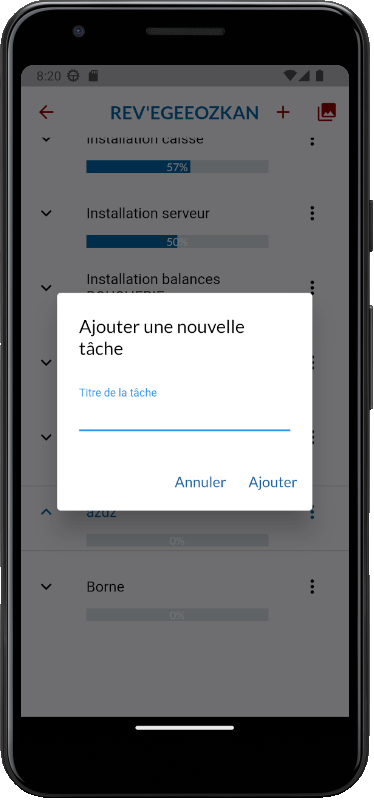 8:20
REV'EGEEOZKAN +
Installation caisse
57%
Installation serveur
50%
Installation balances
Ajouter une nouvelle
tâche
Titre de la tâche
Annuler Ajouter
azdz
0%
Borne
0%